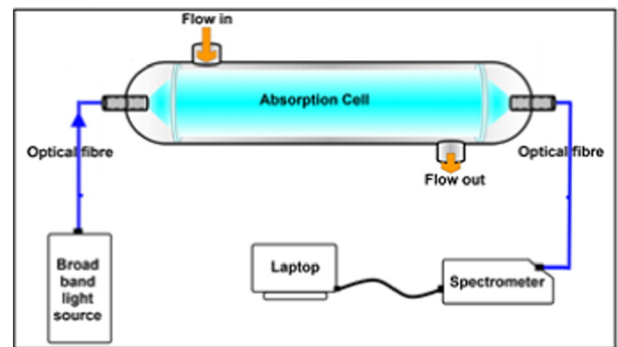 Flow in
Absorption Cell
Optical fibre
Optical fibre
Flow out
Broad
band
light
source
Laptop
Spectrometer